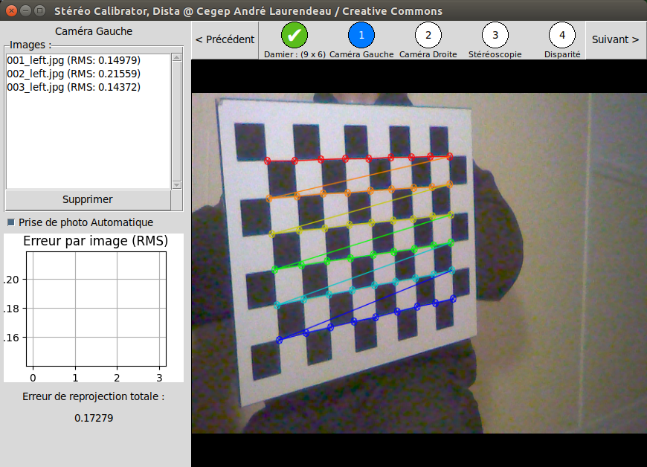 Stéréo Calibrator, Dista @ Cegep André Laurendeau / Creative Commons
Caméra Gauche
Images :
001_left.jpg (RMS: 0.14979)
002_left.jpg (RMS: 0.21559)
003_left.jpg (RMS: 0.14372)
Supprimer
Prise de photo Automatique
Erreur par image (RMS)
.20
.18
.16
0 1 2 3
Erreur de reprojection totale :
0.17279
< Précédent
1 2 3 4
Damier : (9 x 6) Caméra Gauche Caméra Droite Stéréoscopie Disparité
Suivant >